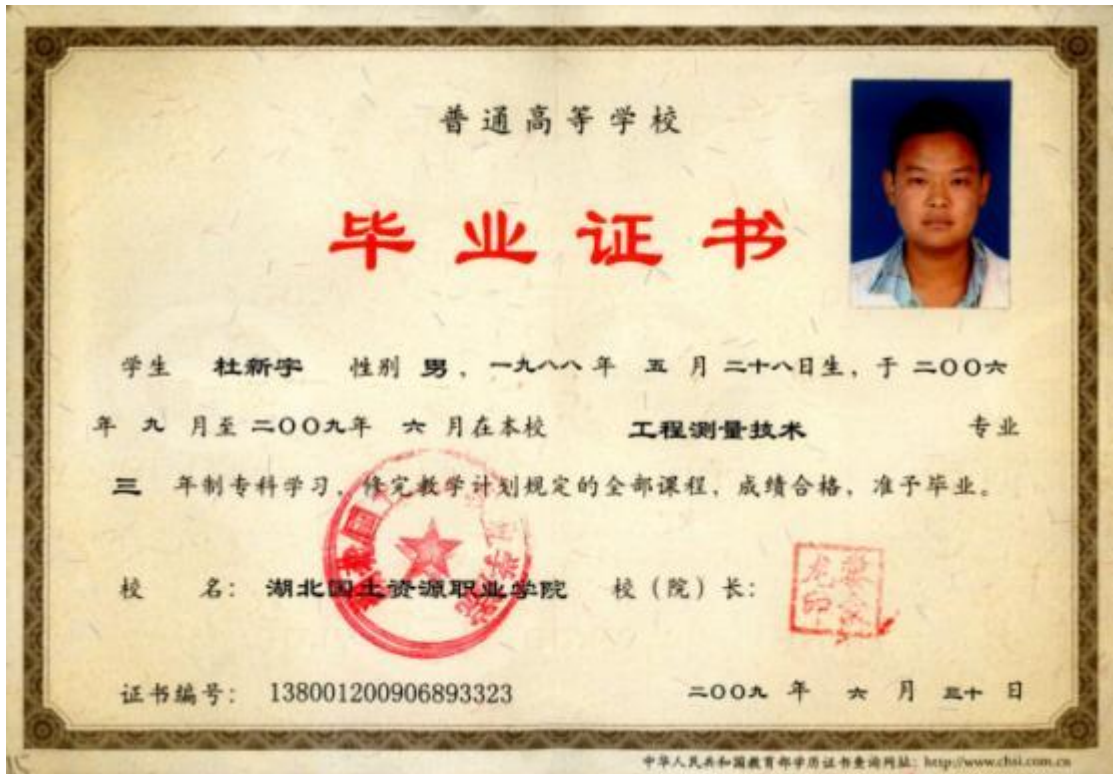 普通高等学校
毕业证书
学生 杜新宇 性别 男，一九八八年 五 月 二十八日生，于 二〇〇六
年 九 月至 二〇〇九年 六 月在本校 工程测量技术 专业
三 年制专科学习，修完教学计划规定的全部课程，成绩合格，准予毕业。
校 名：湖北国土资源职业学院 校（院）长：
证书编号：138001200906893323 二〇〇九 年 六 月 三十 日
中华人民共和国教育部学历证书查询网址：http://www.chsi.com.cn